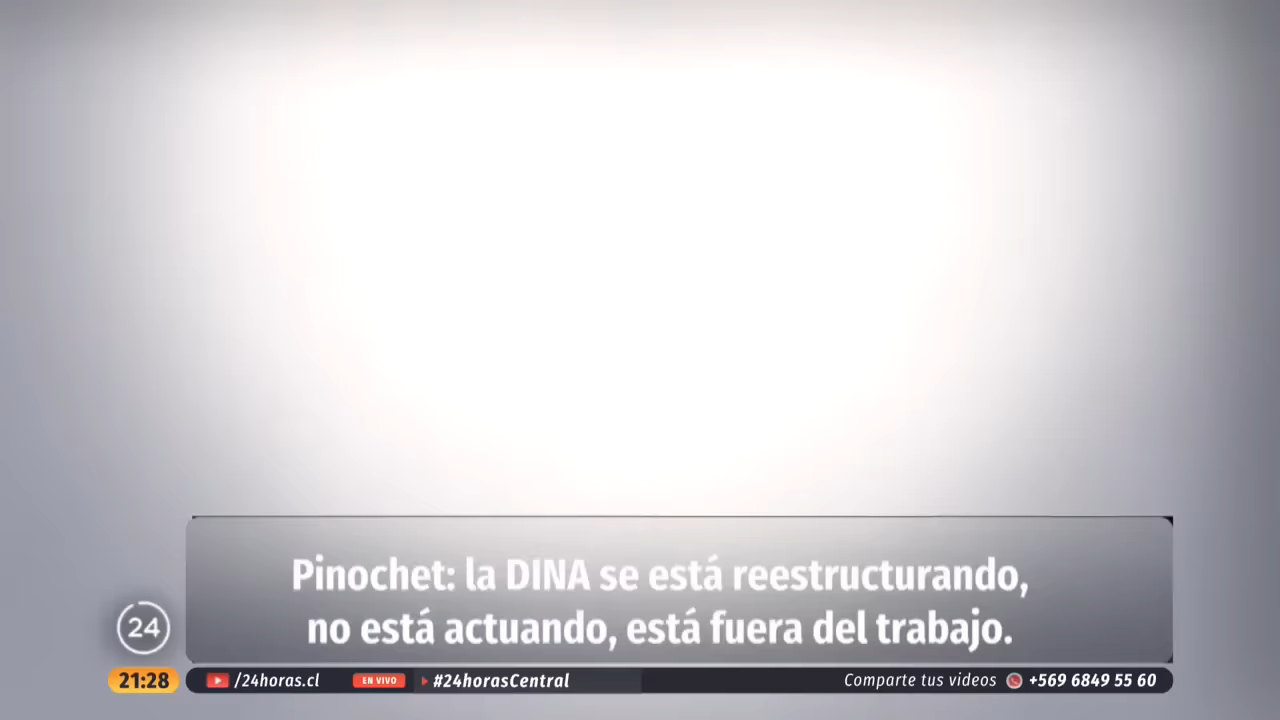 Pinochet: la DINA se está reestructurando,
no está actuando, está fuera del trabajo.
24
21:28 /24horas.cl EN VIVO #24horasCentral Comparte tus videos +569 6849 55 60